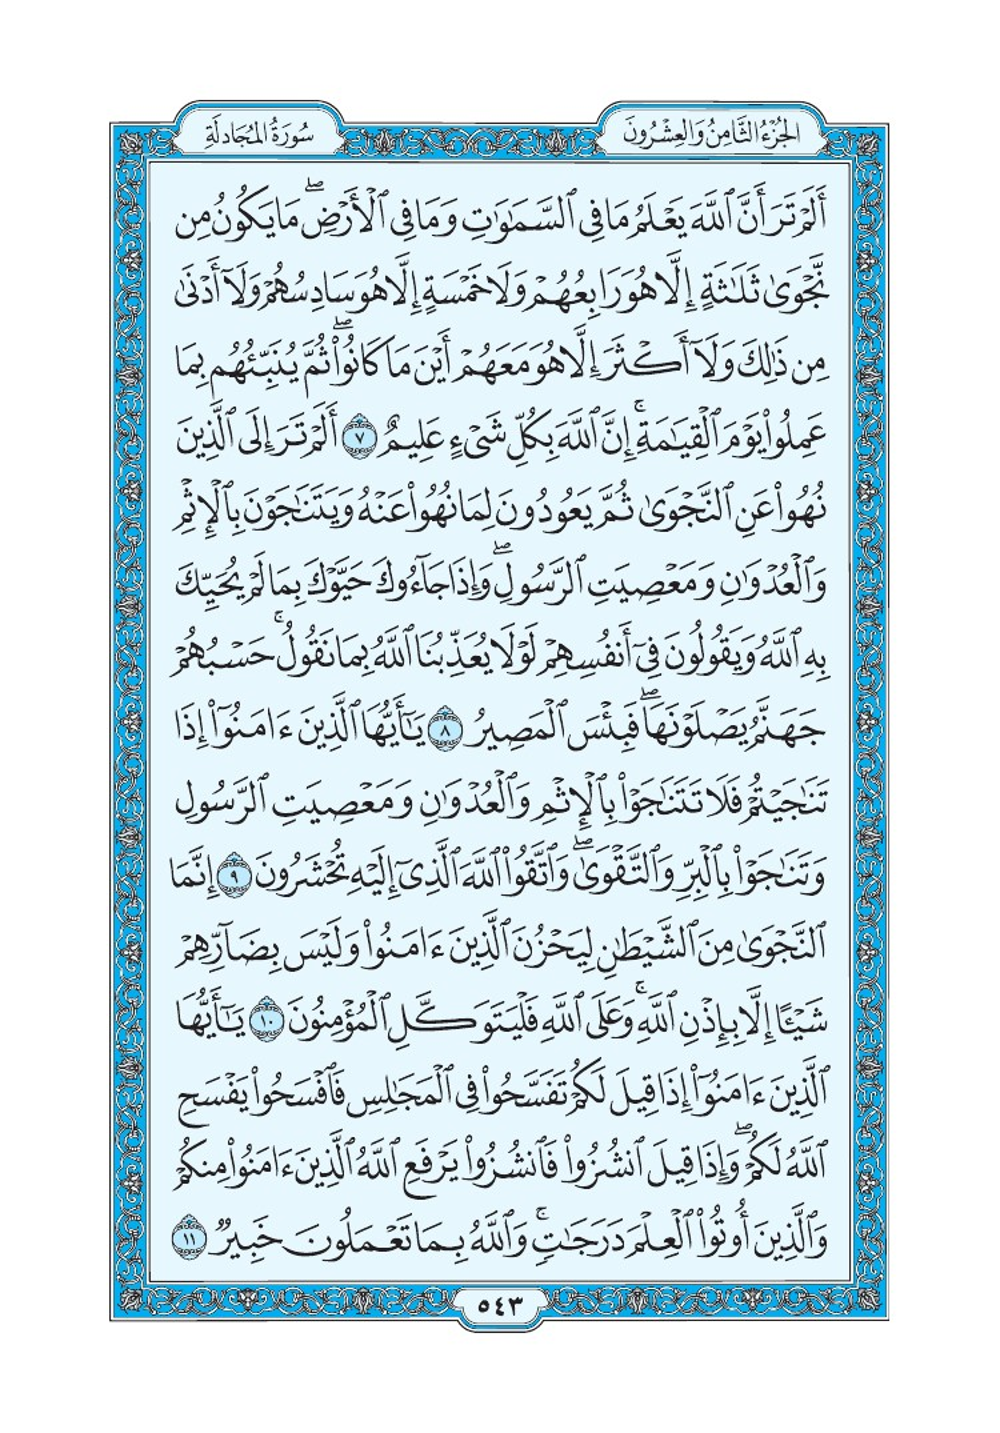 الجُزْءُ الثَّامِنُ وَالعِشْرُونَ
سُورَةُ المُجَادلَةِ
أَلَمْ تَرَ أَنَّ ٱللَّهَ يَعْلَمُ مَا فِى ٱلسَّمَٰوَٰتِ وَمَا فِى ٱلْأَرْضِۖ مَا يَكُونُ مِن
نَّجْوَىٰ ثَلَٰثَةٍ إِلَّا هُوَ رَابِعُهُمْ وَلَا خَمْسَةٍ إِلَّا هُوَ سَادِسُهُمْ وَلَآ أَدْنَىٰ
مِن ذَٰلِكَ وَلَآ أَكْثَرَ إِلَّا هُوَ مَعَهُمْ أَيْنَ مَا كَانُوا۟ۖ ثُمَّ يُنَبِّئُهُم بِمَا
عَمِلُوا۟ يَوْمَ ٱلْقِيَٰمَةِۚ إِنَّ ٱللَّهَ بِكُلِّ شَىْءٍ عَلِيمٌ ٧ أَلَمْ تَرَ إِلَى ٱلَّذِينَ
نُهُوا۟ عَنِ ٱلنَّجْوَىٰ ثُمَّ يَعُودُونَ لِمَا نُهُوا۟ عَنْهُ وَيَتَنَٰجَوْنَ بِٱلْإِثْمِ
وَٱلْعُدْوَٰنِ وَمَعْصِيَتِ ٱلرَّسُولِۖ وَإِذَا جَآءُوكَ حَيَّوْكَ بِمَا لَمْ يُحَيِّكَ
بِهِ ٱللَّهُ وَيَقُولُونَ فِىٓ أَنفُسِهِمْ لَوْلَا يُعَذِّبُنَا ٱللَّهُ بِمَا نَقُولُۚ حَسْبُهُمْ
جَهَنَّمُ يَصْلَوْنَهَاۖ فَبِئْسَ ٱلْمَصِيرُ ٨ يَٰٓأَيُّهَا ٱلَّذِينَ ءَامَنُوٓا۟ إِذَا
تَنَٰجَيْتُمْ فَلَا تَتَنَٰجَوْا۟ بِٱلْإِثْمِ وَٱلْعُدْوَٰنِ وَمَعْصِيَتِ ٱلرَّسُولِ
وَتَنَٰجَوْا۟ بِٱلْبِرِّ وَٱلتَّقْوَىٰۖ وَٱتَّقُوا۟ ٱللَّهَ ٱلَّذِىٓ إِلَيْهِ تُحْشَرُونَ ٩ إِنَّمَا
ٱلنَّجْوَىٰ مِنَ ٱلشَّيْطَٰنِ لِيَحْزُنَ ٱلَّذِينَ ءَامَنُوا۟ وَلَيْسَ بِضَآرِّهِمْ
شَيْـًٔا إِلَّا بِإِذْنِ ٱللَّهِۚ وَعَلَى ٱللَّهِ فَلْيَتَوَكَّلِ ٱلْمُؤْمِنُونَ ١٠ يَٰٓأَيُّهَا
ٱلَّذِينَ ءَامَنُوٓا۟ إِذَا قِيلَ لَكُمْ تَفَسَّحُوا۟ فِى ٱلْمَجَٰلِسِ فَٱفْسَحُوا۟ يَفْسَحِ
ٱللَّهُ لَكُمْۖ وَإِذَا قِيلَ ٱنشُزُوا۟ فَٱنشُزُوا۟ يَرْفَعِ ٱللَّهُ ٱلَّذِينَ ءَامَنُوا۟ مِنكُمْ
وَٱلَّذِينَ أُوتُوا۟ ٱلْعِلْمَ دَرَجَٰتٍۚ وَٱللَّهُ بِمَا تَعْمَلُونَ خَبِيرٌ ١١
٥٤٣